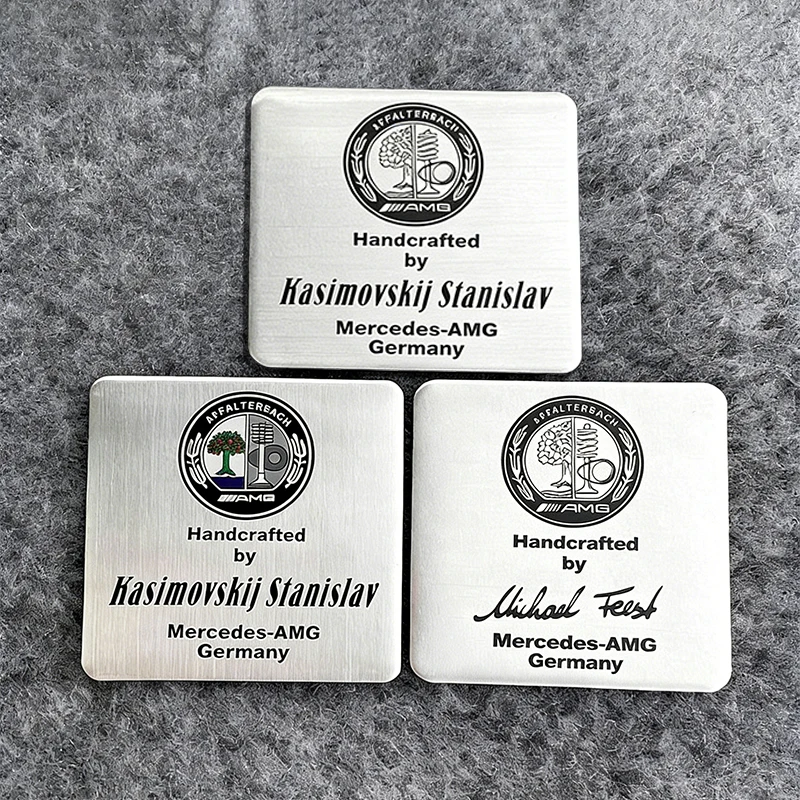 AFFALTERBACH
AMG
Handcrafted
by
Kasimovskij Stanislav
Mercedes-AMG
Germany
AFFALTERBACH
AMG
Handcrafted
by
Kasimovskij Stanislav
Mercedes-AMG
Germany
AFFALTERBACH
AMG
Handcrafted
by
Michael Feest
Mercedes-AMG
Germany